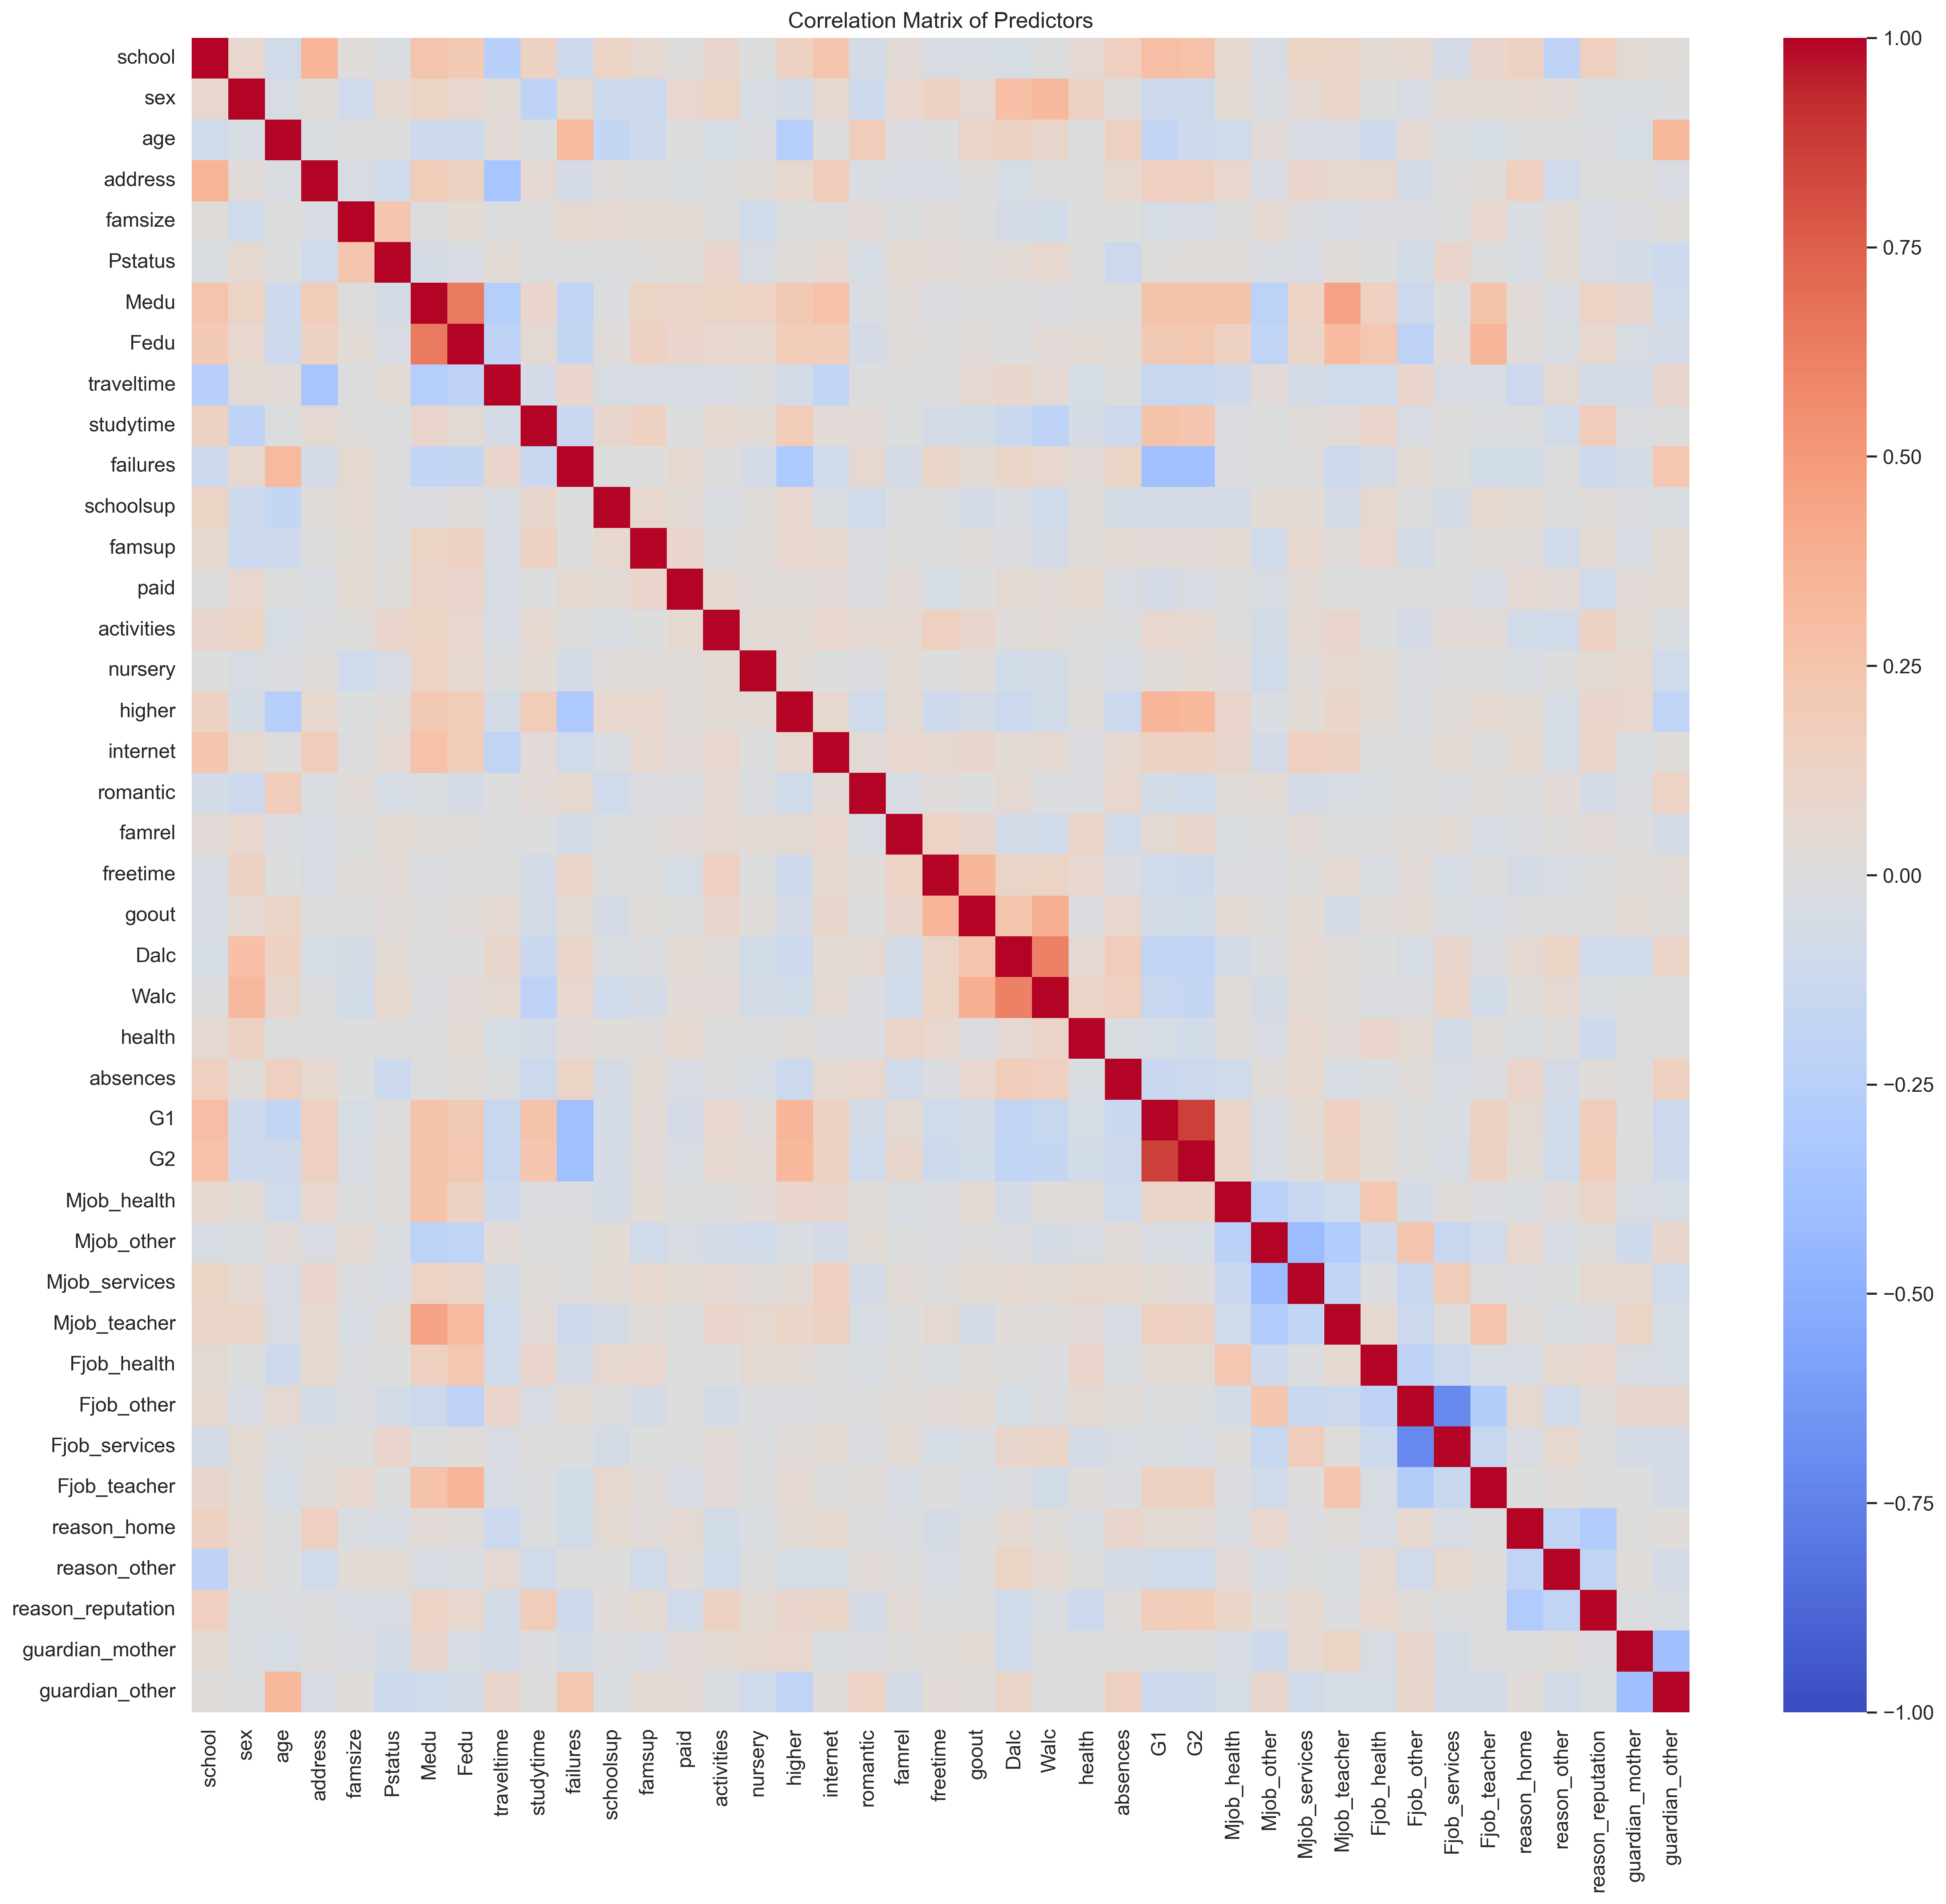 Correlation Matrix of Predictors
school
sex
age
address
famsize
Pstatus
Medu
Fedu
traveltime
studytime
failures
schoolsup
famsup
paid
activities
nursery
higher
internet
romantic
famrel
freetime
goout
Dalc
Walc
health
absences
G1
G2
Mjob_health
Mjob_other
Mjob_services
Mjob_teacher
Fjob_health
Fjob_other
Fjob_services
Fjob_teacher
reason_home
reason_other
reason_reputation
guardian_mother
guardian_other
school
sex
age
address
famsize
Pstatus
Medu
Fedu
traveltime
studytime
failures
schoolsup
famsup
paid
activities
nursery
higher
internet
romantic
famrel
freetime
goout
Dalc
Walc
health
absences
G1
G2
Mjob_health
Mjob_other
Mjob_services
Mjob_teacher
Fjob_health
Fjob_other
Fjob_services
Fjob_teacher
reason_home
reason_other
reason_reputation
guardian_mother
guardian_other
1.00
0.75
0.50
0.25
0.00
−0.25
−0.50
−0.75
−1.00